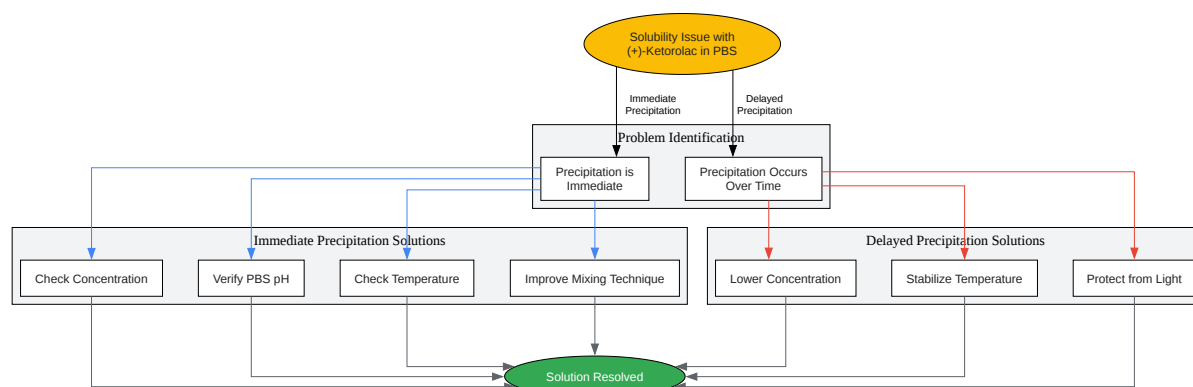 Solubility Issue with
(+)-Ketorolac in PBS
Immediate
Precipitation
Delayed
Precipitation
Problem Identification
Precipitation is
Immediate
Precipitation Occurs
Over Time
Immediate Precipitation Solutions
Delayed Precipitation Solutions
Check Concentration
Verify PBS pH
Check Temperature
Improve Mixing Technique
Lower Concentration
Stabilize Temperature
Protect from Light
Solution Resolved